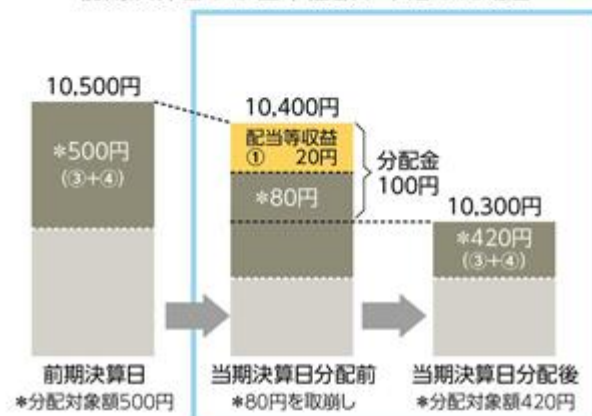 10,500円
*500円
(③+④)
前期決算日
*分配対象額500円
10,400円
配当等収益
① 20円
*80円
分配金
100円
当期決算日分配前
*80円を取崩し
10,300円
*420円
(③+④)
当期決算日分配後
*分配対象額420円